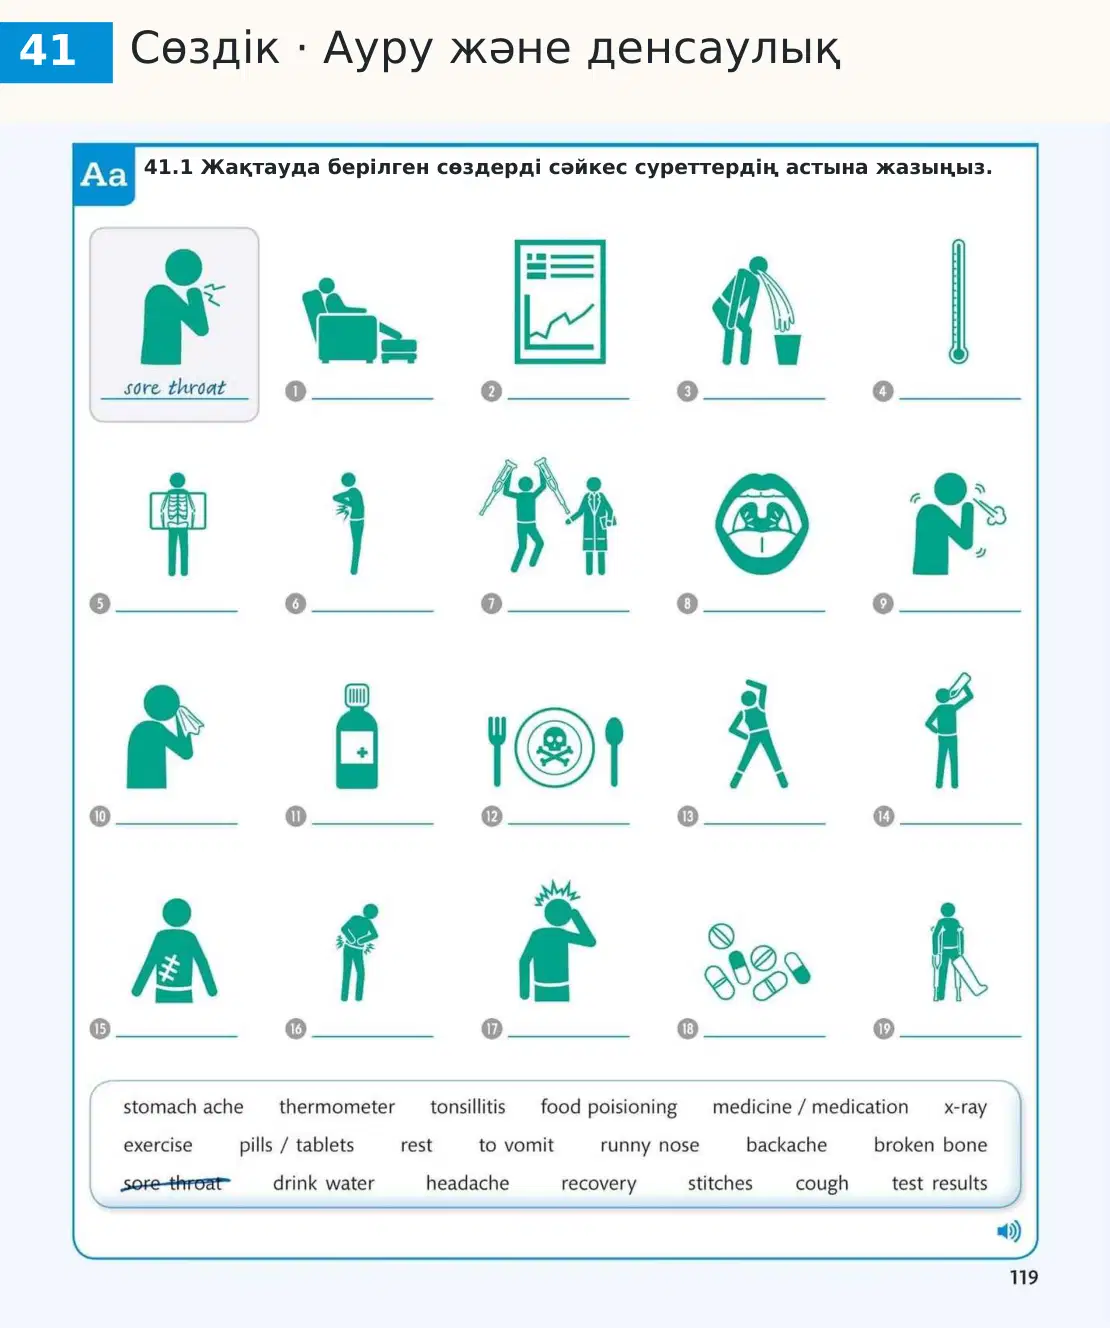 41 Сөздік · Ауру және денсаулық
Aa 41.1 Жақтауда берілген сөздерді сәйкес суреттердің астына жазыңыз.
sore throat 1 2 3 4
5 6 7 8 9
10 11 12 13 14
15 16 17 18 19
stomach ache thermometer tonsillitis food poisioning medicine / medication x-ray
exercise pills / tablets rest to vomit runny nose backache broken bone
sore throat drink water headache recovery stitches cough test results
119